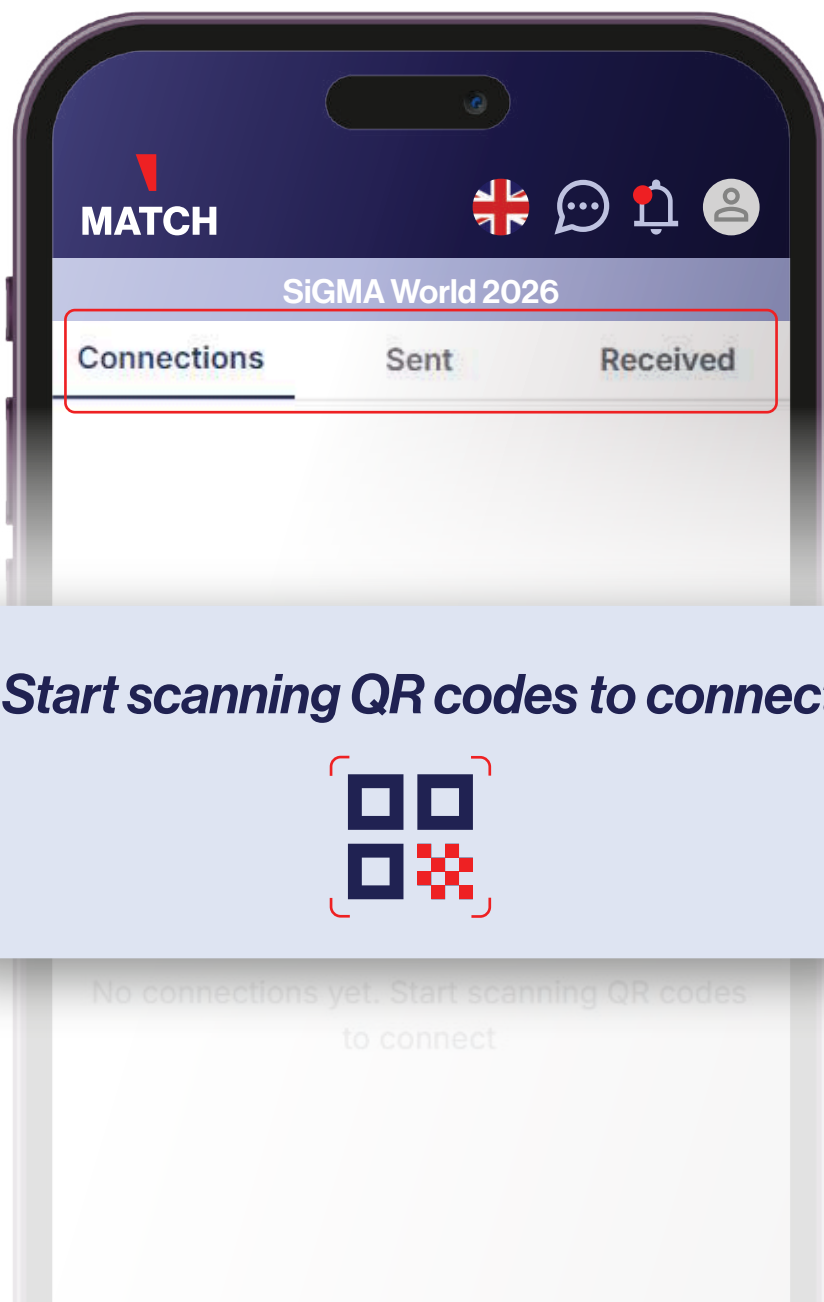 MATCH
SiGMA World 2026
Connections Sent Received
Start scanning QR codes to connect
No connections yet. Start scanning QR codes
to connect